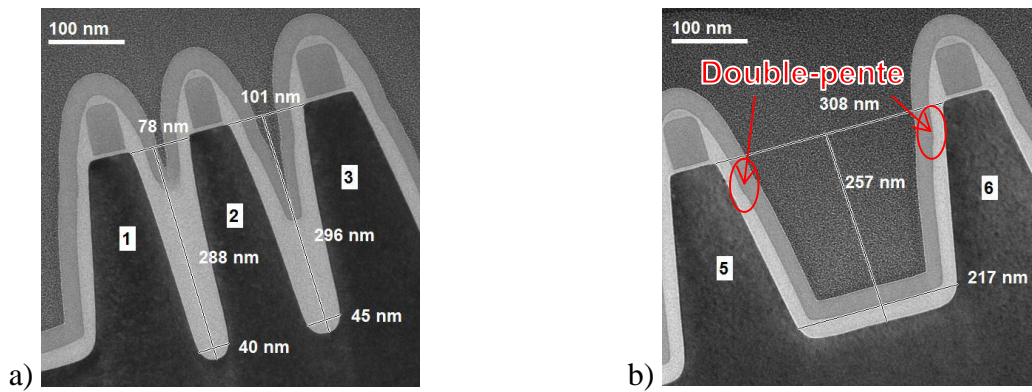 100 nm
101 nm
78 nm
3
2
1
296 nm
288 nm
45 nm
40 nm
a)
100 nm
Double-pente
308 nm
257 nm
6
5
217 nm
b)